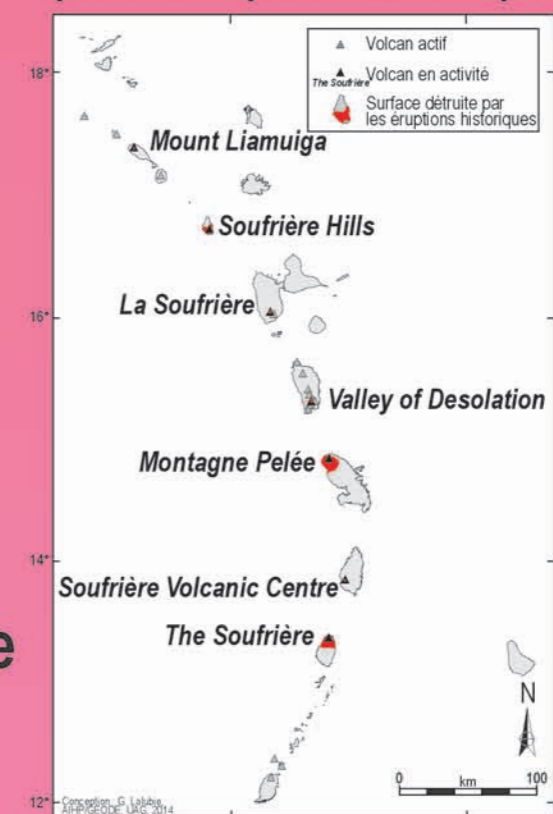 Volcan actif
Volcan en activité
The Soufrière
Surface détruite par
les éruptions historiques
18°
Mount Liamuiga
Soufrière Hills
La Soufrière
16°
Valley of Desolation
Montagne Pelée
14°
Soufrière Volcanic Centre
The Soufrière
e
N
0 km 100
12°
Conception : G. Lalubie,
AIHP/GEODE, UAG, 2014